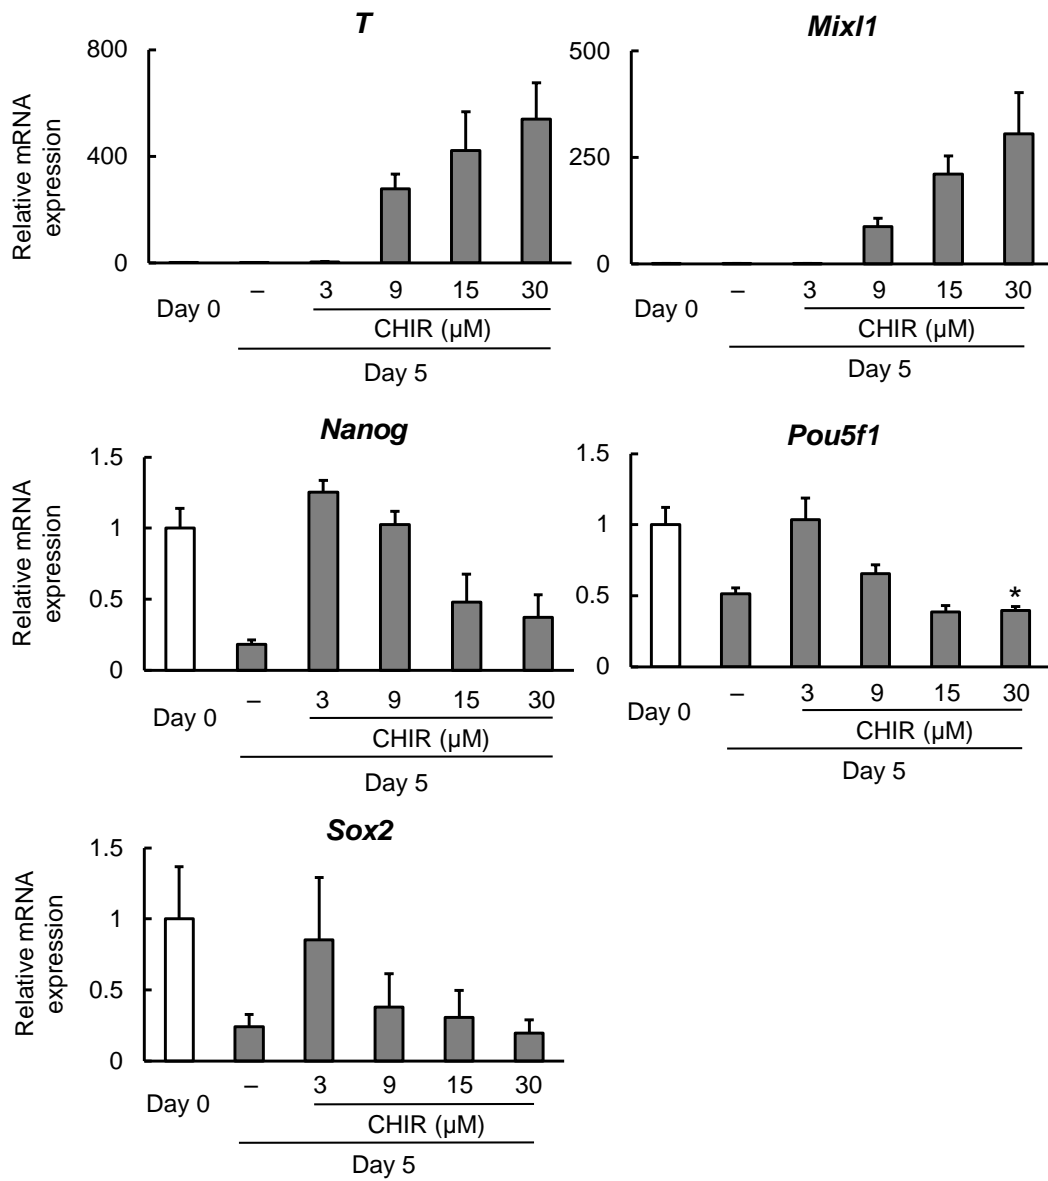 T
Relative mRNA
expression
800
400
0
Day 0
–
3
9
15
30
CHIR (µM)
Day 5
Mixl1
500
250
0
Day 0
–
3
9
15
30
CHIR (µM)
Day 5
Nanog
Relative mRNA
expression
1.5
1
0.5
0
Day 0
–
3
9
15
30
CHIR (µM)
Day 5
Pou5f1
1.5
1
0.5
0
*
Day 0
–
3
9
15
30
CHIR (µM)
Day 5
Sox2
Relative mRNA
expression
1.5
1
0.5
0
Day 0
–
3
9
15
30
CHIR (µM)
Day 5